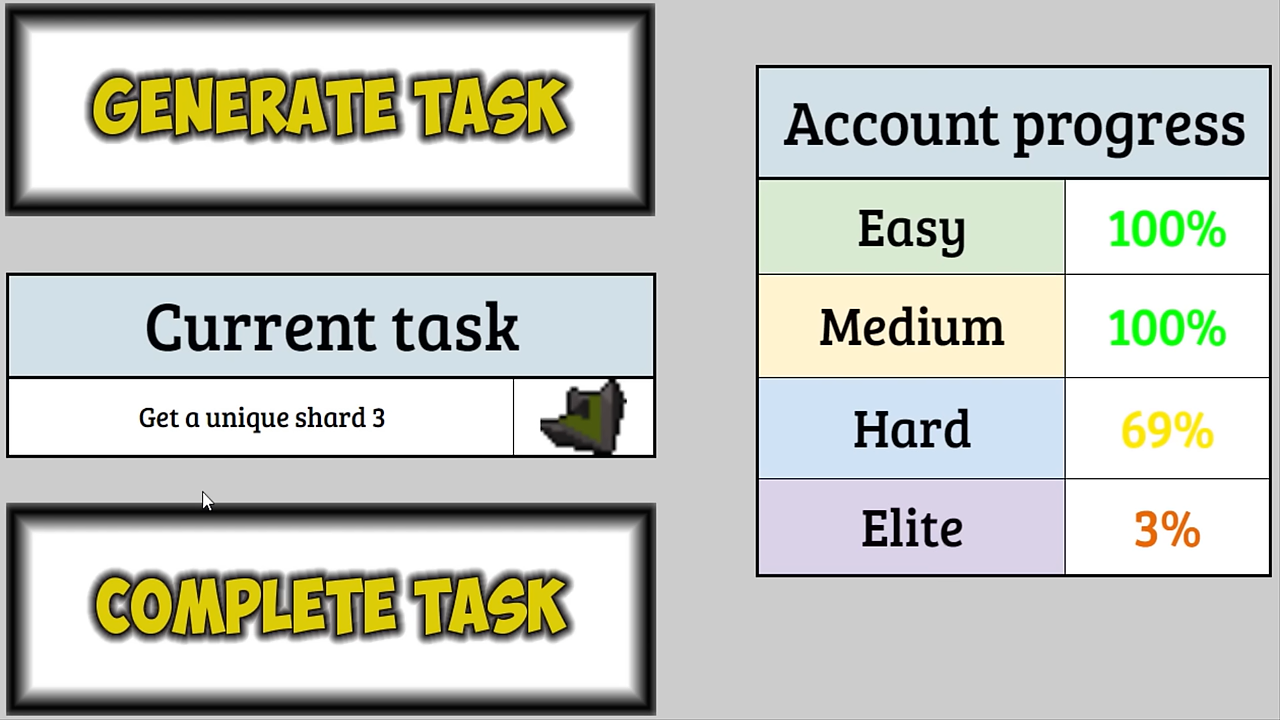 GENERATE TASK
Current task
Get a unique shard 3
COMPLETE TASK
Account progress
Easy 100%
Medium 100%
Hard 69%
Elite 3%